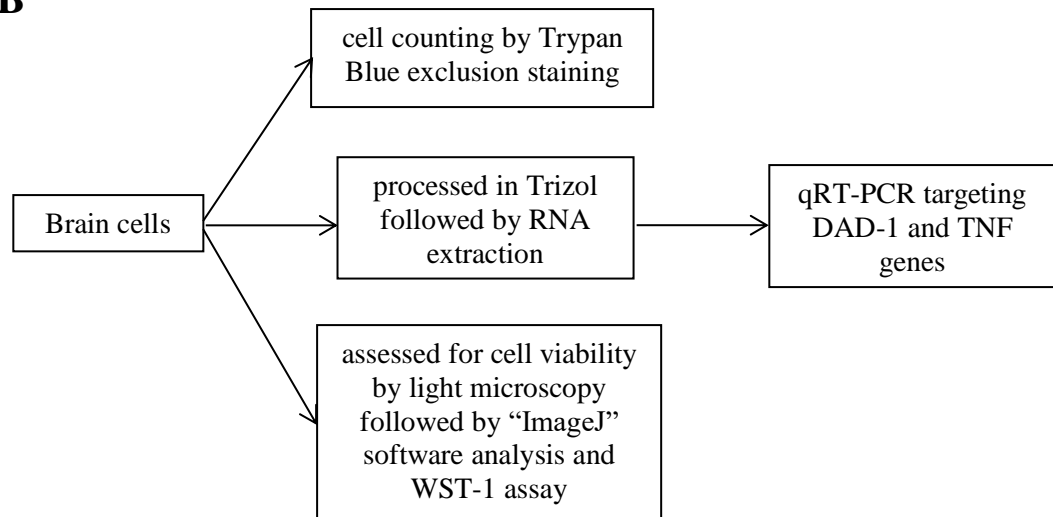 B
cell counting by Trypan
Blue exclusion staining
Brain cells
processed in Trizol
followed by RNA
extraction
qRT-PCR targeting
DAD-1 and TNF
genes
assessed for cell viability
by light microscopy
followed by “ImageJ”
software analysis and
WST-1 assay